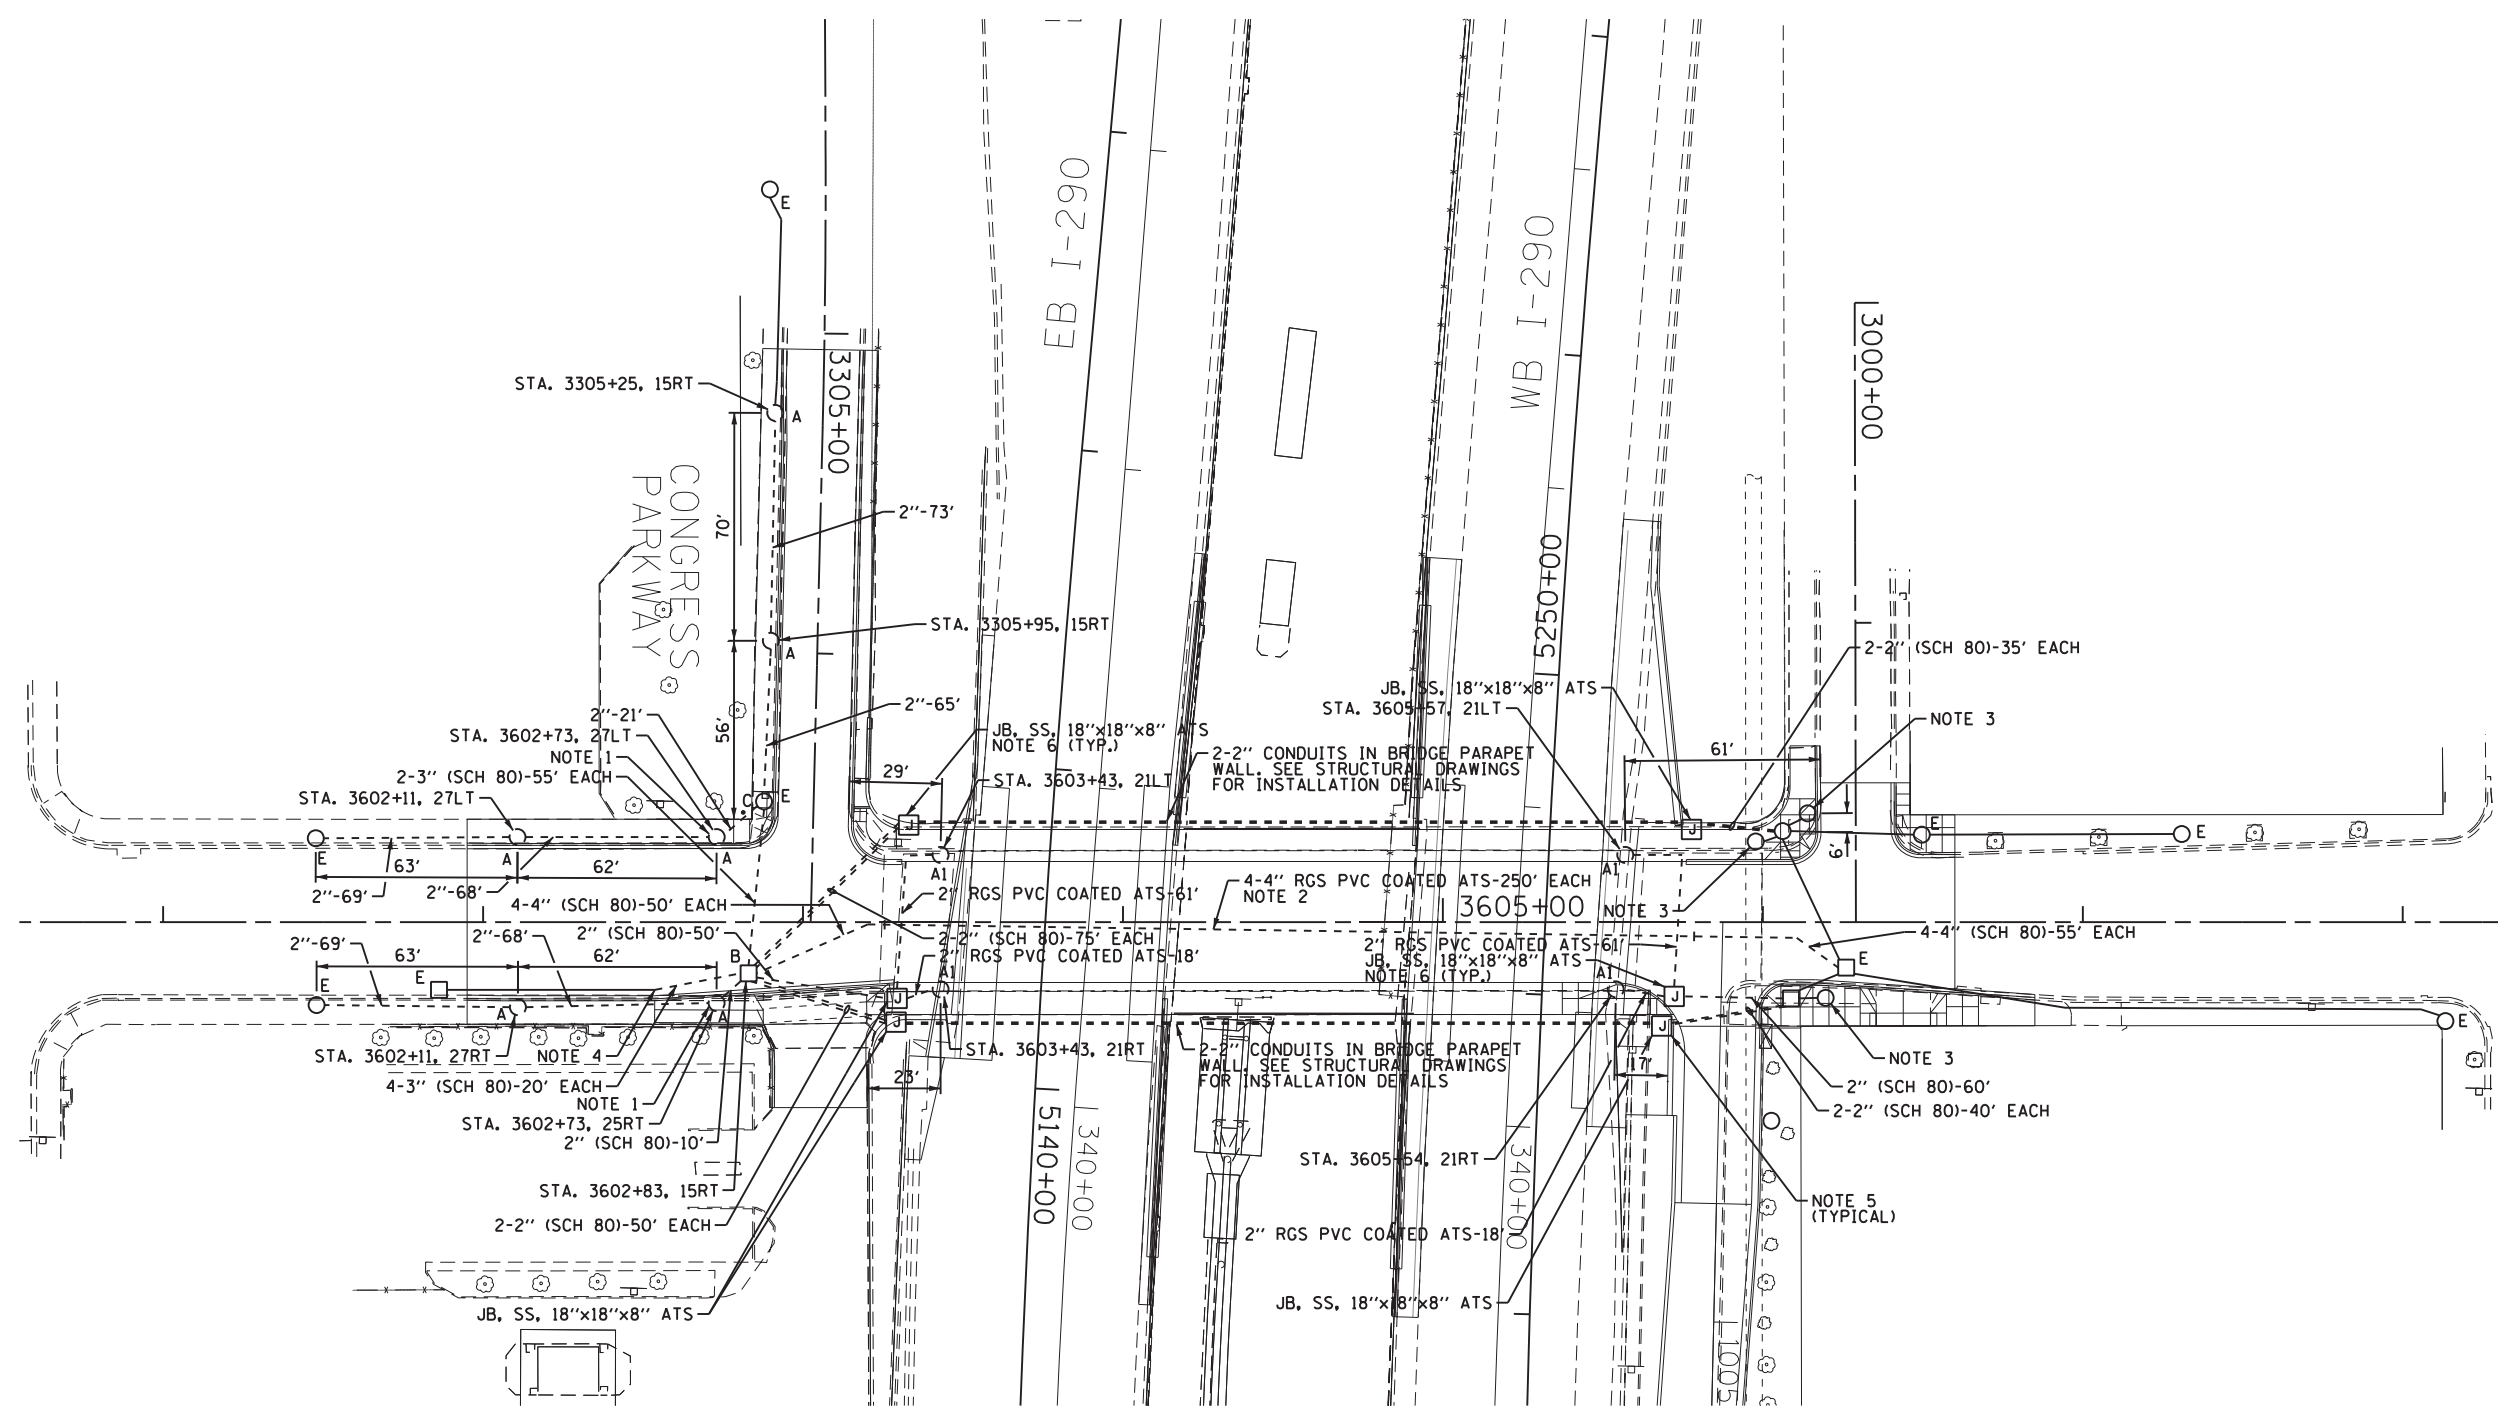 E
EB I-290
WB I-290
3000+00
STA. 3305+25, 15RT
A
3305+00
CONGRESS
PARKWAY
70'
2''-73'
5250+00
STA. 3305+95, 15RT
A
2-2'' (SCH 80)-35' EACH
56'
2''-65'
2''-21'
STA. 3602+73, 27LT
NOTE 1
2-3'' (SCH 80)-55' EACH
STA. 3602+11, 27LT
C
E
JB, SS, 18''x18''x8'' ATS
NOTE 6 (TYP.)
29'
STA. 3603+43, 21LT
JB, SS, 18''x18''x8'' ATS
STA. 3605+57, 21LT
2-2'' CONDUITS IN BRIDGE PARAPET
WALL. SEE STRUCTURAL DRAWINGS
FOR INSTALLATION DETAILS
61'
NOTE 3
J
J
E
E
6'
E
A
A
A1
A1
63'
62'
2''-69'
2''-68'
4-4'' (SCH 80)-50' EACH
2'' RGS PVC COATED ATS-61'
4-4'' RGS PVC COATED ATS-250' EACH
NOTE 2
3605+00
NOTE 3
2''-69'
2''-68'
2'' (SCH 80)-50'
2-2'' (SCH 80)-75' EACH
2'' RGS PVC COATED ATS-18'
2'' RGS PVC COATED ATS-61'
JB, SS, 18''x18''x8'' ATS
NOTE 6 (TYP.)
4-4'' (SCH 80)-55' EACH
63'
62'
B
E
E
A1
A1
E
A
A
J
J
J
J
E
STA. 3602+11, 27RT
NOTE 4
4-3'' (SCH 80)-20' EACH
NOTE 1
STA. 3602+73, 25RT
2'' (SCH 80)-10'
STA. 3603+43, 21RT
23'
2-2'' CONDUITS IN BRIDGE PARAPET
WALL. SEE STRUCTURAL DRAWINGS
FOR INSTALLATION DETAILS
17'
NOTE 3
2'' (SCH 80)-60'
2-2'' (SCH 80)-40' EACH
5140+00
340+00
340+00
STA. 3605+54, 21RT
STA. 3602+83, 15RT
2-2'' (SCH 80)-50' EACH
2'' RGS PVC COATED ATS-18'
NOTE 5
(TYPICAL)
JB, SS, 18''x18''x8'' ATS
JB, SS, 18''x18''x8'' ATS